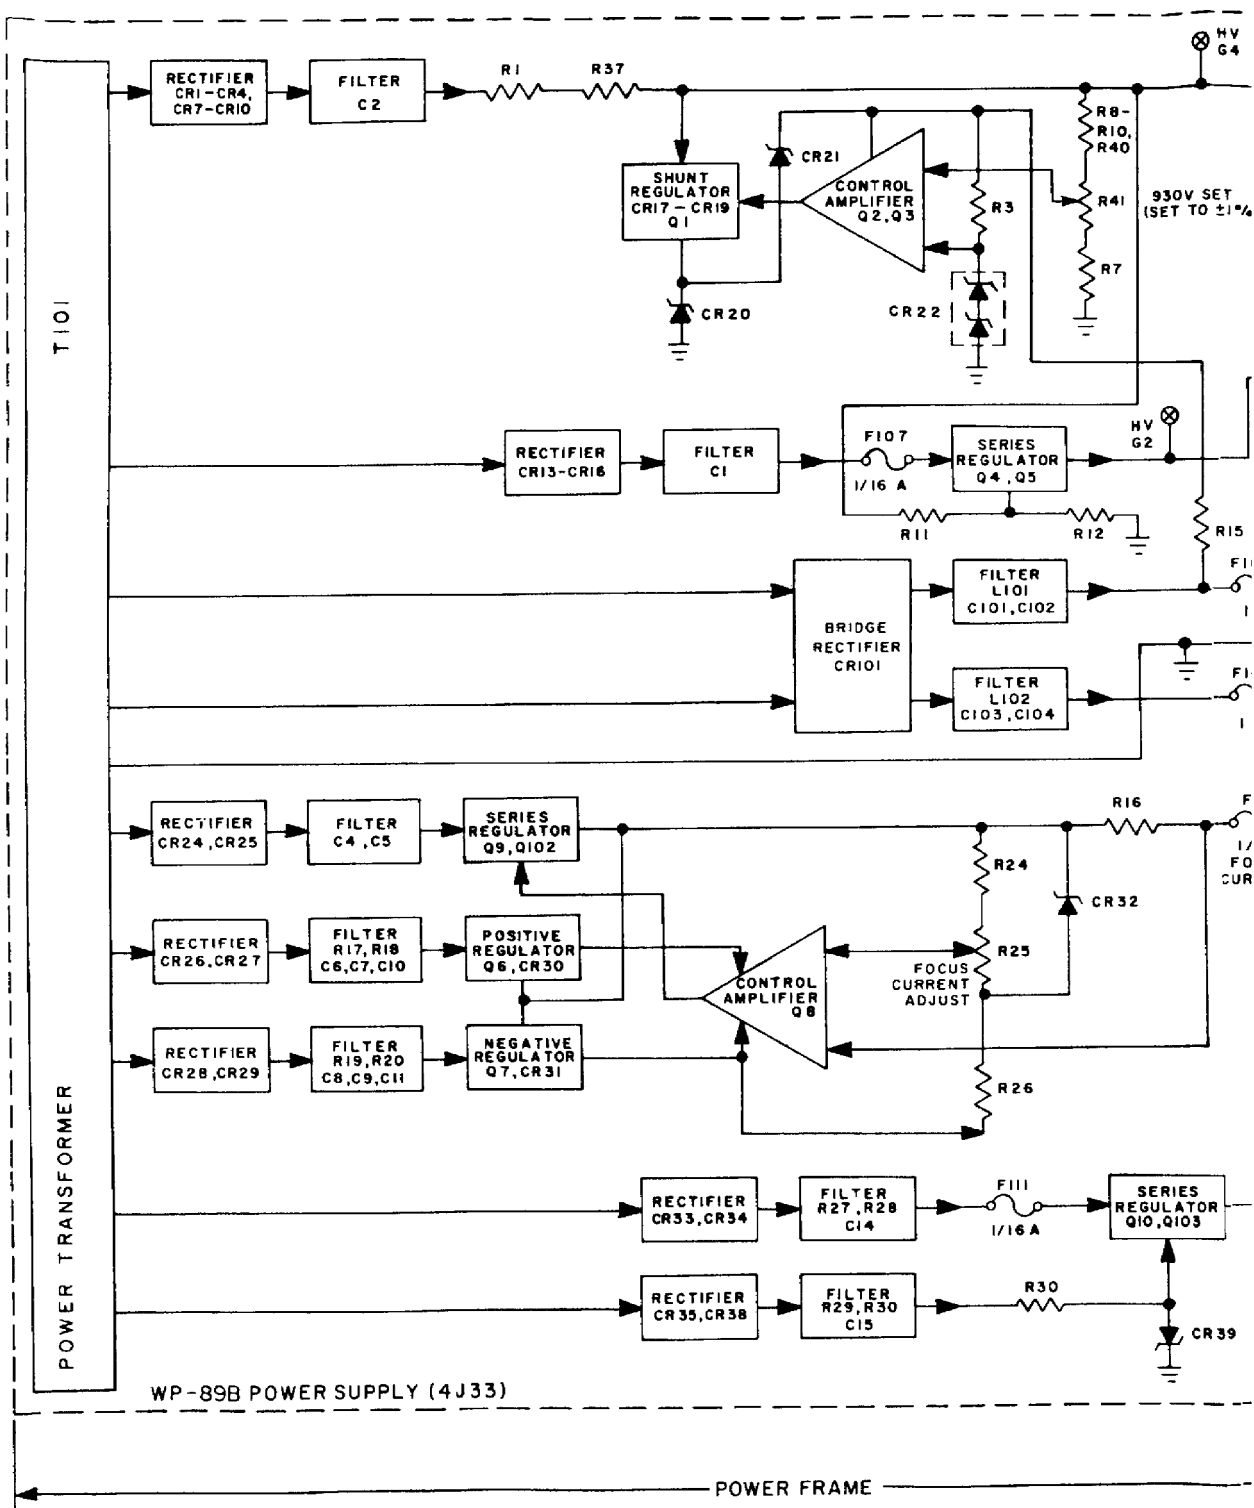 HV
G4
RECTIFIER
CR1-CR4,
CR7-CR10
FILTER
C2
R1
R37
R8-
R10,
R40
CR21
SHUNT
REGULATOR
CR17-CR19
Q1
CONTROL
AMPLIFIER
Q2,Q3
R3
R41
930V SET
(SET TO ±1%
R7
CR20
CR22
T101
HV
G2
RECTIFIER
CR13-CR16
FILTER
C1
F107
1/16 A
SERIES
REGULATOR
Q4,Q5
R11
R12
R15
BRIDGE
RECTIFIER
CR101
FILTER
L101
C101,C102
FILTER
L102
C103,C104
RECTIFIER
CR24,CR25
FILTER
C4,C5
SERIES
REGULATOR
Q9,Q102
R16
R24
CR32
RECTIFIER
CR26,CR27
FILTER
R17,R18
C6,C7,C10
POSITIVE
REGULATOR
Q6,CR30
CONTROL
AMPLIFIER
Q8
R25
FOCUS
CURRENT
ADJUST
RECTIFIER
CR28,CR29
FILTER
R19,R20
C8,C9,C11
NEGATIVE
REGULATOR
Q7,CR31
R26
POWER TRANSFORMER
RECTIFIER
CR33,CR34
FILTER
R27,R28
C14
F111
1/16 A
SERIES
REGULATOR
Q10,Q103
RECTIFIER
CR35,CR38
FILTER
R29,R30
C15
R30
CR39
WP-89B POWER SUPPLY (4J33)
POWER FRAME